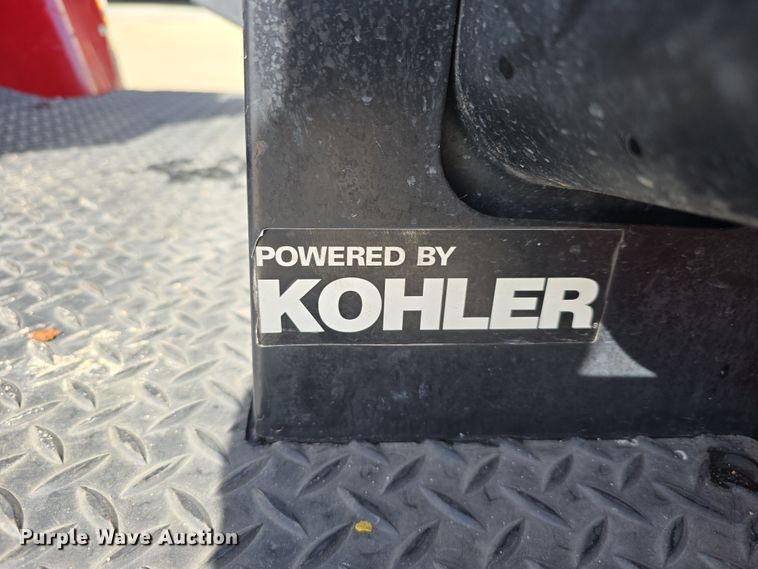 POWERED BY
KOHLER
Purple Wave Auction